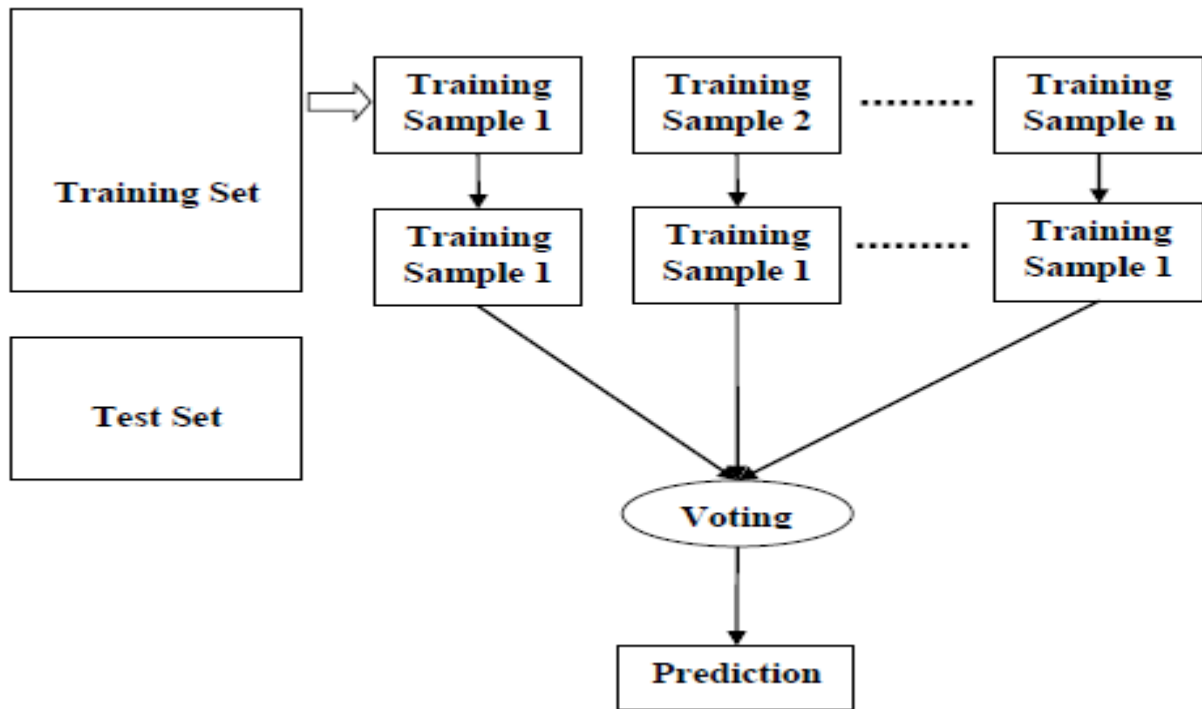 Training Set
Training
Sample 1
Training
Sample 2
Training
Sample n
Training
Sample 1
Training
Sample 1
Training
Sample 1
Test Set
Voting
Prediction